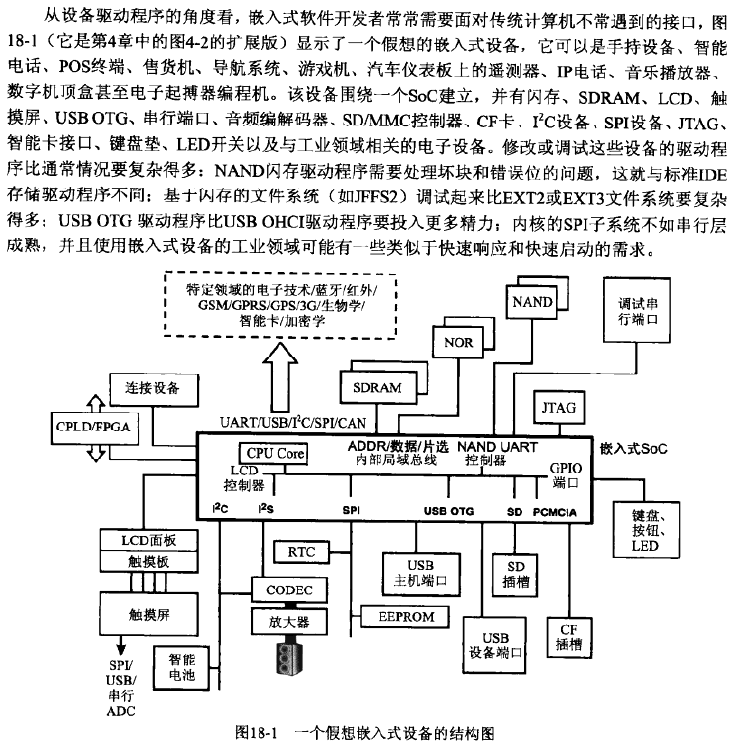 从设备驱动程序的角度看，嵌入式软件开发者常常需要面对传统计算机不常遇到的接口，图
18-1（它是第4章中的图4-2的扩展版）显示了一个假想的嵌入式设备，它可以是手持设备、智能
电话、POS终端、售货机、导航系统、游戏机、汽车仪表板上的遥测器、IP电话、音乐播放器、
数字机顶盒甚至电子起搏器编程机。该设备围绕一个SoC建立，并有闪存、SDRAM、LCD、触
摸屏、USB OTG、串行端口、音频编解码器、SD/MMC控制器、CF卡、I²C设备、SPI设备、JTAG、
智能卡接口、键盘垫、LED开关以及与工业领域相关的电子设备。修改或调试这些设备的驱动程
序比通常情况要复杂得多：NAND闪存驱动程序需要处理坏块和错误位的问题，这就与标准IDE
存储驱动程序不同；基于闪存的文件系统（如JFFS2）调试起来比EXT2或EXT3文件系统要复杂
得多；USB OTG 驱动程序比USB OHCI驱动程序要投入更多精力；内核的SPI子系统不如串行层
成熟，并且使用嵌入式设备的工业领域可能有一些类似于快速响应和快速启动的需求。
特定领域的电子技术/蓝牙/红外/
GSM/GPRS/GPS/3G/生物学/
智能卡/加密学
NAND
调试串
行端口
NOR
SDRAM
连接设备
JTAG
CPLD/FPGA
UART/USB/I²C/SPI/CAN
嵌入式SoC
CPU Core
ADDR/数据/片选
内部局域总线
NAND
控制器
UART
LCD
控制器
GPIO
端口
I²C
I²S
SPI
USB OTG
SD
PCMCIA
键盘、
按钮、
LED
LCD面板
触摸板
触摸屏
RTC
USB
主机端口
SD
插槽
CODEC
放大器
EEPROM
USB
设备端口
CF
插槽
智能
电池
SPI/
USB/
串行
ADC
图18-1 一个假想嵌入式设备的结构图